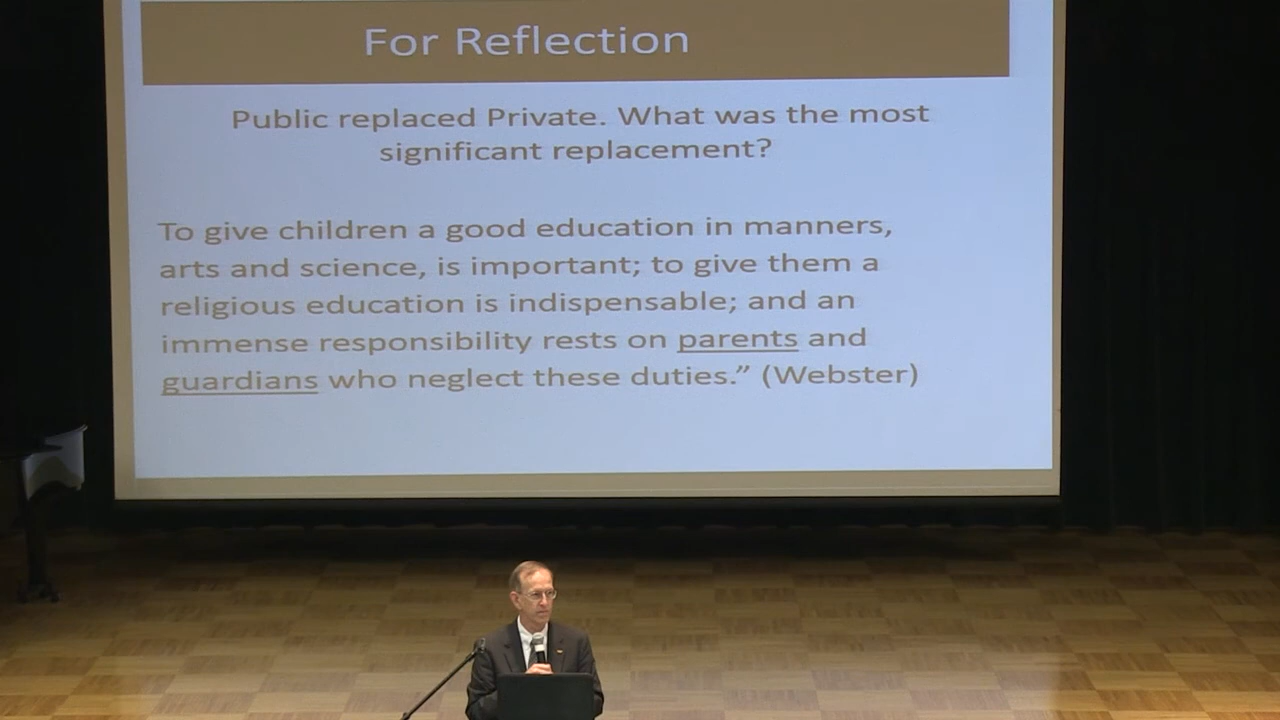 For Reflection
Public replaced Private. What was the most
significant replacement?
To give children a good education in manners,
arts and science, is important; to give them a
religious education is indispensable; and an
immense responsibility rests on parents and
guardians who neglect these duties.” (Webster)